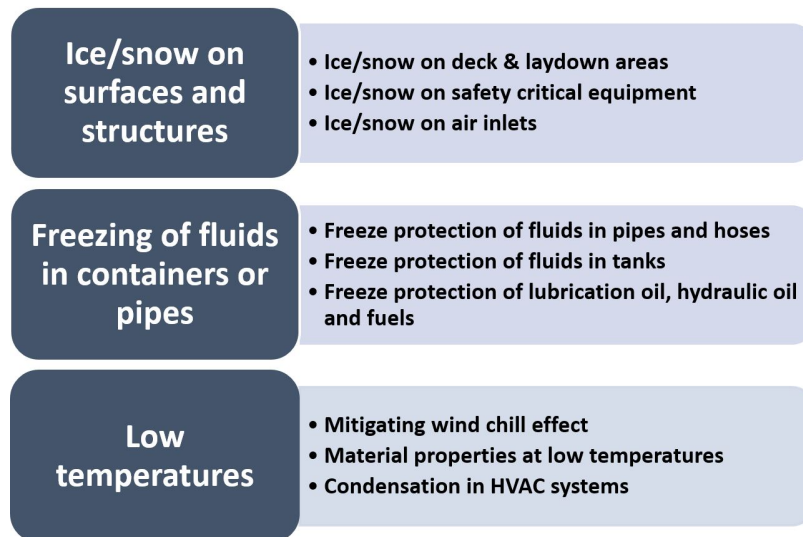 Ice/snow on
surfaces and
structures
• Ice/snow on deck & laydown areas
• Ice/snow on safety critical equipment
• Ice/snow on air inlets
Freezing of fluids
in containers or
pipes
• Freeze protection of fluids in pipes and hoses
• Freeze protection of fluids in tanks
• Freeze protection of lubrication oil, hydraulic oil
and fuels
Low
temperatures
• Mitigating wind chill effect
• Material properties at low temperatures
• Condensation in HVAC systems